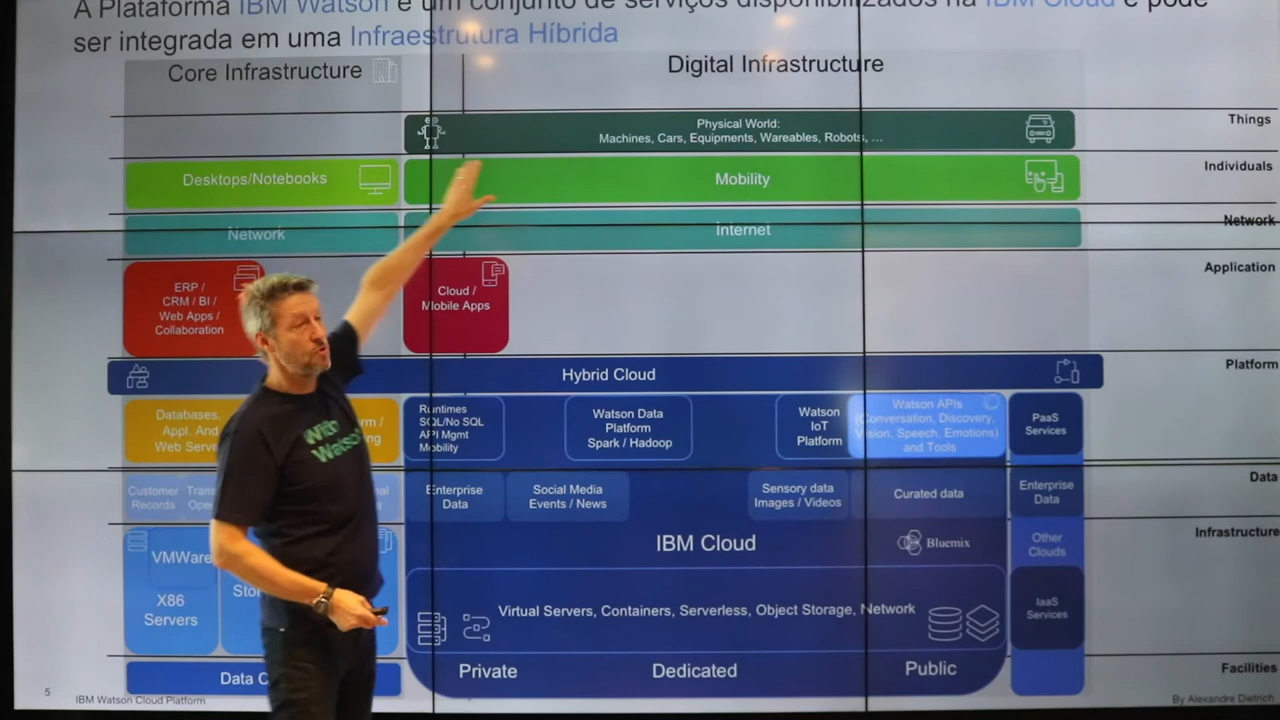 A Plataforma IBM Watson é um conjunto de serviços disponibilizados na IBM Cloud e pode
ser integrada em uma Infraestrutura Híbrida
Core Infrastructure
Digital Infrastructure
Physical World:
Machines, Cars, Equipments, Wareables, Robots, ...
Things
Desktops/Notebooks
Mobility
Individuals
Network
Internet
Network
ERP /
CRM / BI /
Web Apps /
Collaboration
Cloud /
Mobile Apps
Application
Hybrid Cloud
Platform
Databases,
Appl. And
Web
Runtimes
SQL/No SQL
API Mgmt
Mobility
Watson Data
Platform
Spark / Hadoop
Watson
IoT
Platform
Watson APIs
(Conversation, Discovery,
Vision, Speech, Emotions)
and Tools
PaaS
Services
With
Watson
Customer
Records
Enterprise
Data
Social Media
Events / News
Sensory data
Images / Videos
Curated data
Enterprise
Data
Data
VMWare
X86
Servers
IBM Cloud
Bluemix
Other
Clouds
Infrastructure
Virtual Servers, Containers, Serverless, Object Storage, Network
IaaS
Services
Data
Private
Dedicated
Public
Facilities
5
IBM Watson Cloud Platform
By Alexandre Dietrich